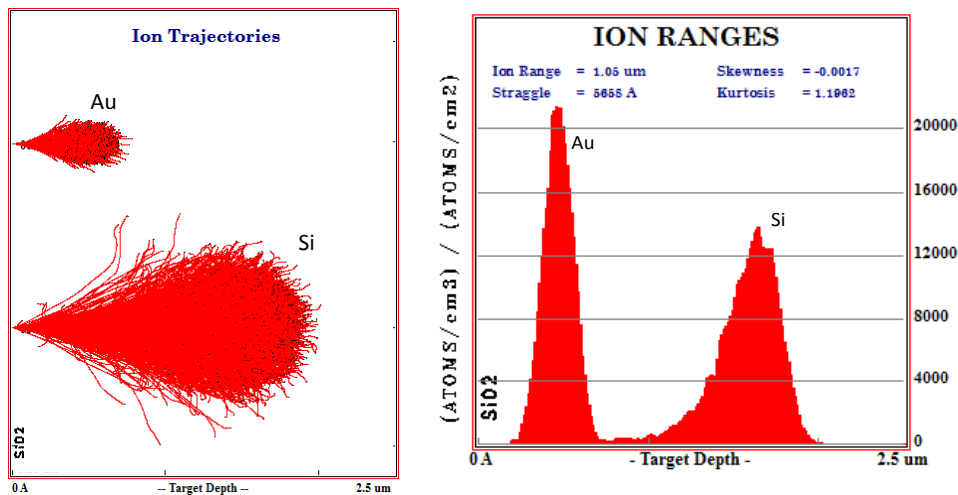 Ion Trajectories
Au
Si
SiO2
0 A -- Target Depth -- 2.5 um
ION RANGES
Ion Range = 1.05 um Skewness = -0.0017
Straggle = 5658 A Kurtosis = 1.1962
(ATOMS/cm3) / (ATOMS/cm2)
Au
Si
20000
16000
12000
8000
4000
0
SiO2
0 A - Target Depth - 2.5 um